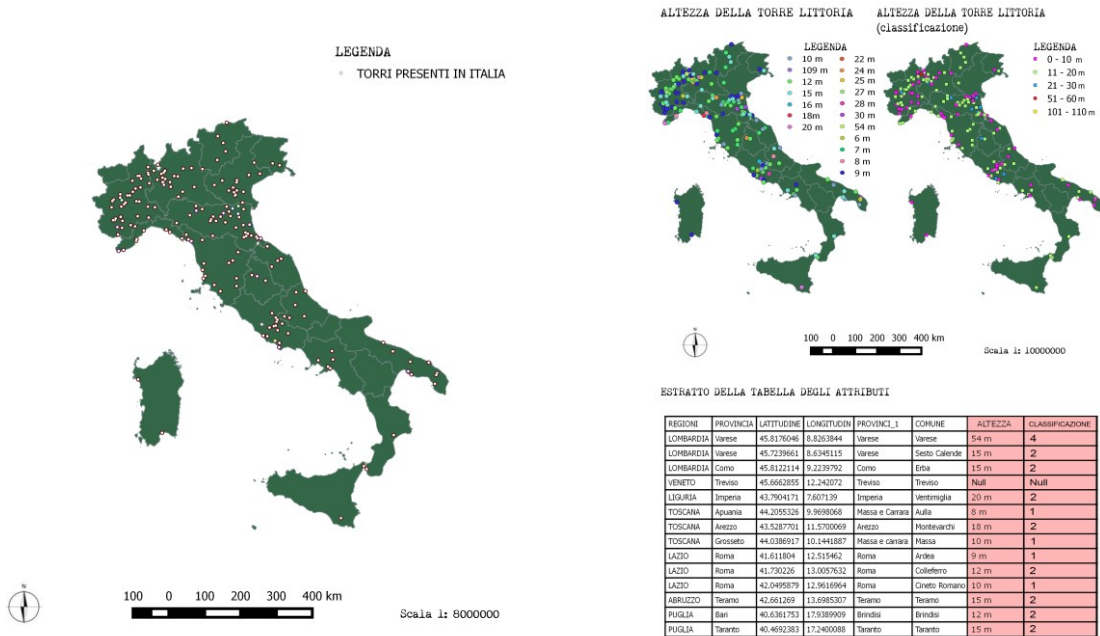 LEGENDA
TORRI PRESENTI IN ITALIA
N
100 0 100 200 300 400 km
Scala 1: 8000000
ALTEZZA DELLA TORRE LITTORIA
LEGENDA
10 m
109 m
12 m
15 m
16 m
18m
20 m
22 m
24 m
25 m
27 m
28 m
30 m
54 m
6 m
7 m
8 m
9 m
ALTEZZA DELLA TORRE LITTORIA
(classificazione)
LEGENDA
0 - 10 m
11 - 20 m
21 - 30 m
51 - 60 m
101 - 110 m
N
100 0 100 200 300 400 km
Scala 1: 10000000
ESTRATTO DELLA TABELLA DEGLI ATTRIBUTI
REGIONI PROVINCIA LATITUDINE LONGITUDIN PROVINCI_1 COMUNE ALTEZZA CLASSIFICAZIONE
LOMBARDIA Varese 45.8176046 8.8263844 Varese Varese 54 m 4
LOMBARDIA Varese 45.7239661 8.6345115 Varese Sesto Calende 15 m 2
LOMBARDIA Como 45.8122114 9.2239792 Como Erba 15 m 2
VENETO Treviso 45.6662855 12.242072 Treviso Treviso Null Null
LIGURIA Imperia 43.7904171 7.607139 Imperia Ventimiglia 20 m 2
TOSCANA Apuania 44.2055326 9.9698068 Massa e Carrara Aulla 8 m 1
TOSCANA Arezzo 43.5287701 11.5700069 Arezzo Montevarchi 18 m 2
TOSCANA Grosseto 44.0386917 10.1441887 Massa e carrara Massa 10 m 1
LAZIO Roma 41.611804 12.515462 Roma Ardea 9 m 1
LAZIO Roma 41.730226 13.0057632 Roma Colleferro 12 m 2
LAZIO Roma 42.0495879 12.9616964 Roma Cineto Romano 10 m 1
ABRUZZO Teramo 42.661269 13.6985307 Teramo Teramo 15 m 2
PUGLIA Bari 40.6361753 17.9389909 Brindisi Brindisi 12 m 2
PUGLIA Taranto 40.4692383 17.2400088 Taranto Taranto 15 m 2